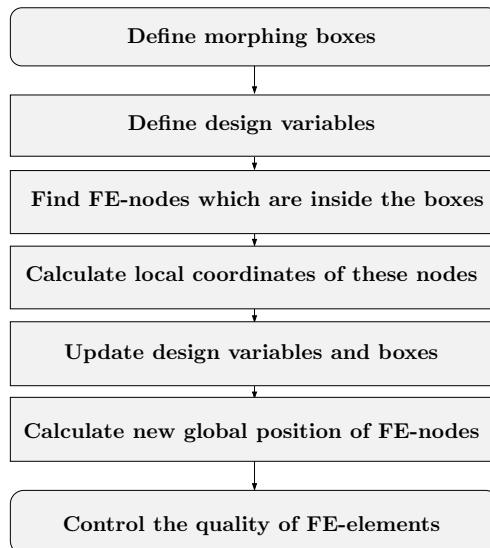 Define morphing boxes
Define design variables
Find FE-nodes which are inside the boxes
Calculate local coordinates of these nodes
Update design variables and boxes
Calculate new global position of FE-nodes
Control the quality of FE-elements